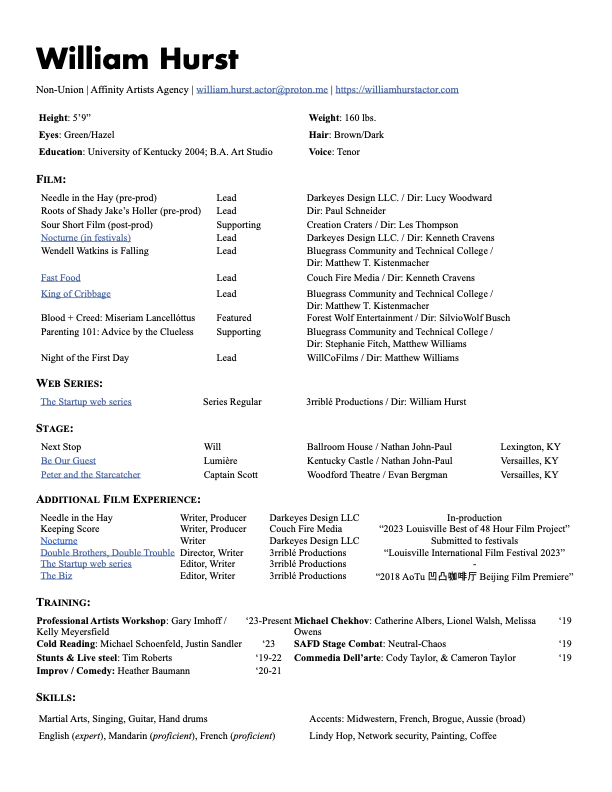 William Hurst
Non-Union | Affinity Artists Agency | william.hurst.actor@proton.me | https://williamhurstactor.com
Height: 5’9” Weight: 160 lbs.
Eyes: Green/Hazel Hair: Brown/Dark
Education: University of Kentucky 2004; B.A. Art Studio Voice: Tenor
FILM:
Needle in the Hay (pre-prod) Lead Darkeyes Design LLC. / Dir: Lucy Woodward
Roots of Shady Jake’s Holler (pre-prod) Lead Dir: Paul Schneider
Sour Short Film (post-prod) Supporting Creation Craters / Dir: Les Thompson
Nocturne (in festivals) Lead Darkeyes Design LLC. / Dir: Kenneth Cravens
Wendell Watkins is Falling Lead Bluegrass Community and Technical College /
Dir: Matthew T. Kistenmacher
Fast Food Lead Couch Fire Media / Dir: Kenneth Cravens
King of Cribbage Lead Bluegrass Community and Technical College /
Dir: Matthew T. Kistenmacher
Blood + Creed: Miseriam Lancellóttus Featured Forest Wolf Entertainment / Dir: SilvioWolf Busch
Parenting 101: Advice by the Clueless Supporting Bluegrass Community and Technical College /
Dir: Stephanie Fitch, Matthew Williams
Night of the First Day Lead WillCoFilms / Dir: Matthew Williams
WEB SERIES:
The Startup web series Series Regular 3rriblé Productions / Dir: William Hurst
STAGE:
Next Stop Will Ballroom House / Nathan John-Paul Lexington, KY
Be Our Guest Lumière Kentucky Castle / Nathan John-Paul Versailles, KY
Peter and the Starcatcher Captain Scott Woodford Theatre / Evan Bergman Versailles, KY
ADDITIONAL FILM EXPERIENCE:
Needle in the Hay Writer, Producer Darkeyes Design LLC In-production
Keeping Score Writer, Producer Couch Fire Media “2023 Louisville Best of 48 Hour Film Project”
Nocturne Writer Darkeyes Design LLC Submitted to festivals
Double Brothers, Double Trouble Director, Writer 3rriblé Productions “Louisville International Film Festival 2023”
The Startup web series Editor, Writer 3rriblé Productions -
The Biz Editor, Writer 3rriblé Productions “2018 AoTu 凹凸咖啡厅 Beijing Film Premiere”
TRAINING:
Professional Artists Workshop: Gary Imhoff / ‘23-Present Michael Chekhov: Catherine Albers, Lionel Walsh, Melissa ‘19
Kelly Meyersfield Owens
Cold Reading: Michael Schoenfeld, Justin Sandler ‘23 SAFD Stage Combat: Neutral-Chaos ‘19
Stunts & Live steel: Tim Roberts ‘19-22 Commedia Dell’arte: Cody Taylor, & Cameron Taylor ‘19
Improv / Comedy: Heather Baumann ‘20-21
SKILLS:
Martial Arts, Singing, Guitar, Hand drums Accents: Midwestern, French, Brogue, Aussie (broad)
English (expert), Mandarin (proficient), French (proficient) Lindy Hop, Network security, Painting, Coffee